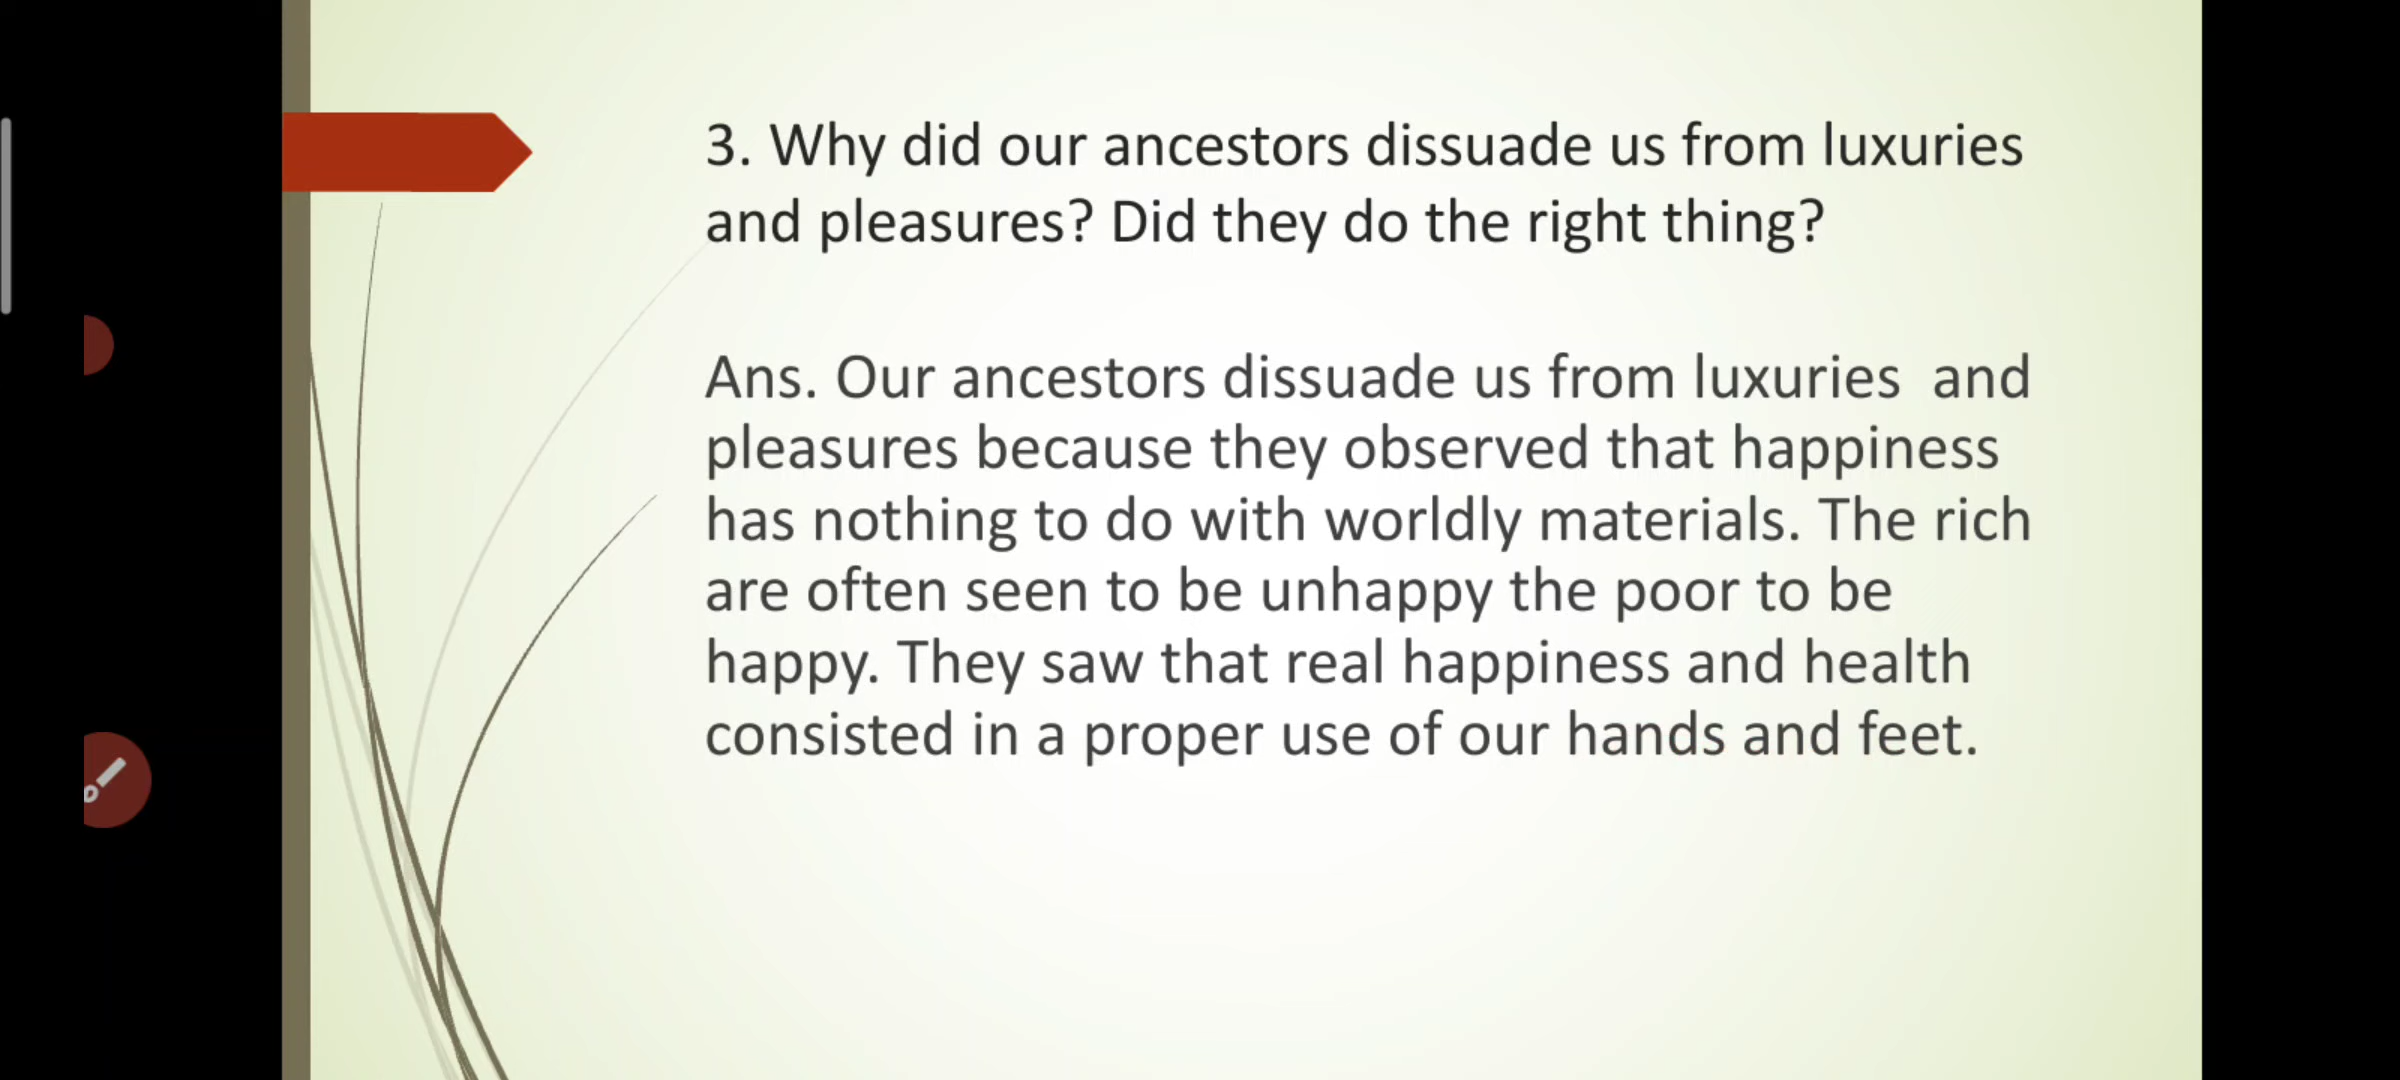 3. Why did our ancestors dissuade us from luxuries
and pleasures? Did they do the right thing?
Ans. Our ancestors dissuade us from luxuries  and
pleasures because they observed that happiness
has nothing to do with worldly materials. The rich
are often seen to be unhappy the poor to be
happy. They saw that real happiness and health
consisted in a proper use of our hands and feet.